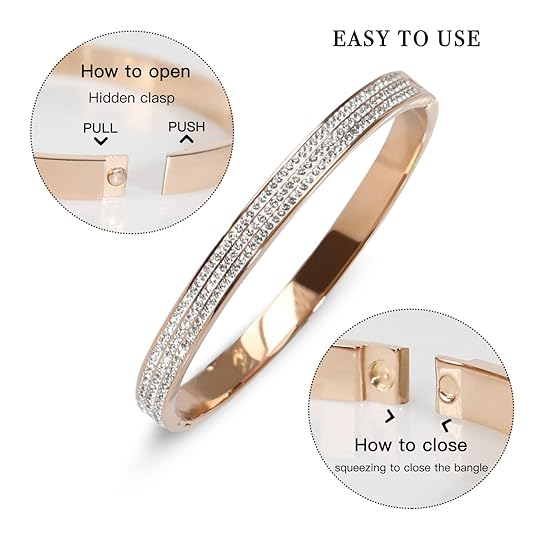 EASY TO USE
How to open
Hidden clasp
PULL PUSH
How to close
squeezing to close the bangle